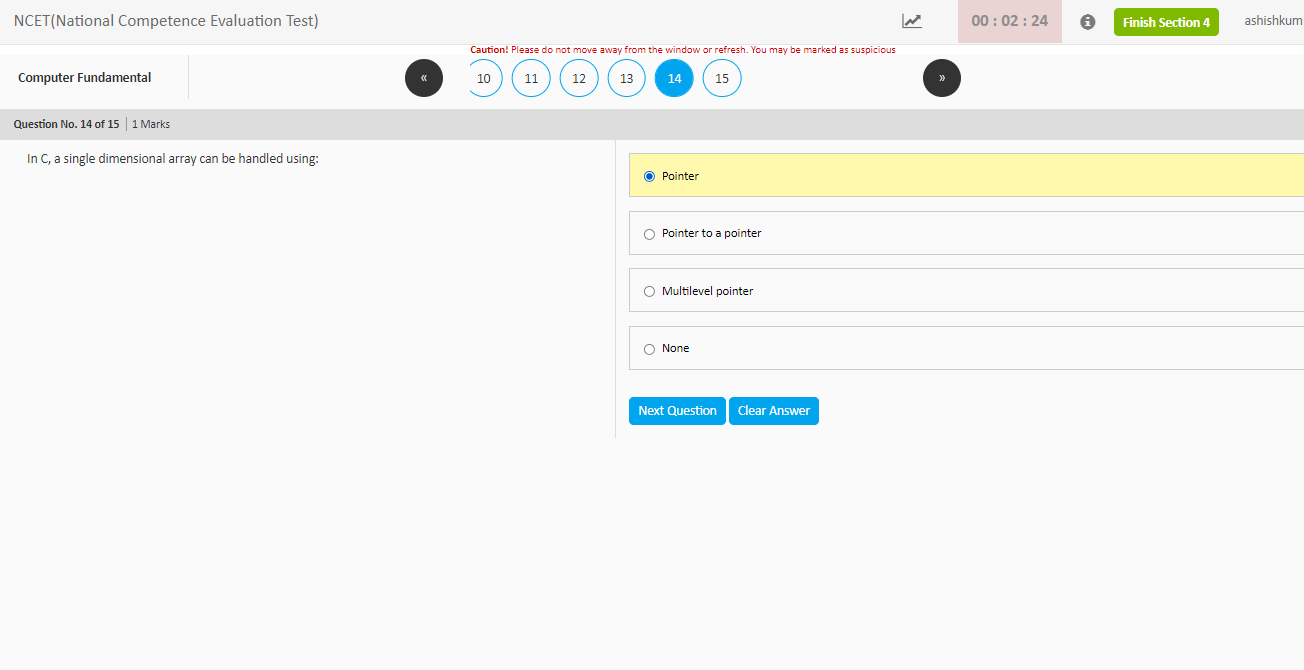 NCET(National Competence Evaluation Test)
00 : 02 : 24
Finish Section 4
ashishkum
Caution! Please do not move away from the window or refresh. You may be marked as suspicious
Computer Fundamental
« 10 11 12 13 14 15 »
Question No. 14 of 15 | 1 Marks
In C, a single dimensional array can be handled using:
Pointer
Pointer to a pointer
Multilevel pointer
None
Next Question Clear Answer